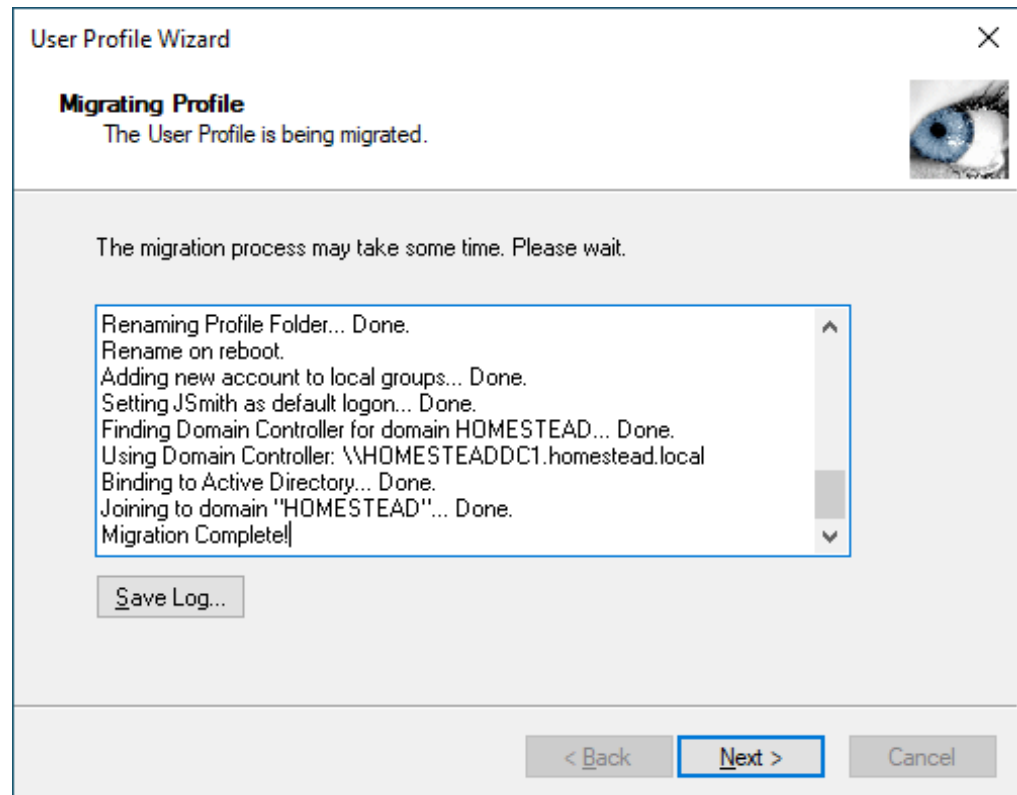 User Profile Wizard
Migrating Profile
The User Profile is being migrated.
The migration process may take some time. Please wait.
Renaming Profile Folder... Done.
Rename on reboot.
Adding new account to local groups... Done.
Setting JSmith as default logon... Done.
Finding Domain Controller for domain HOMESTEAD... Done.
Using Domain Controller: \\HOMESTEADDC1.homestead.local
Binding to Active Directory... Done.
Joining to domain "HOMESTEAD"... Done.
Migration Complete!
Save Log...
< Back Next > Cancel